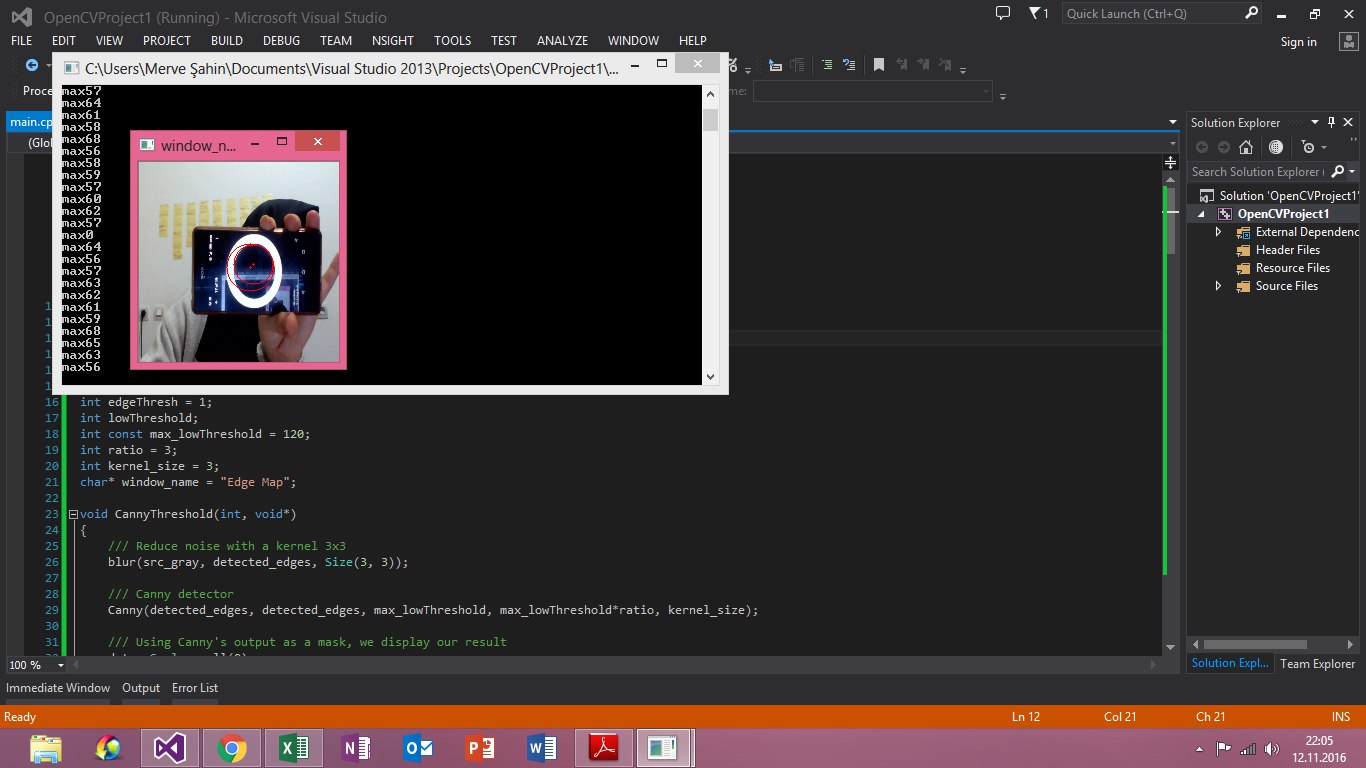 OpenCVProject1 (Running) - Microsoft Visual Studio
1
Quick Launch (Ctrl+Q)
FILE EDIT VIEW PROJECT BUILD DEBUG TEAM NSIGHT TOOLS TEST ANALYZE WINDOW HELP
Sign in
C:\Users\Merve Şahin\Documents\Visual Studio 2013\Projects\OpenCVProject1\...
max57
max64
max61
max58
max68
max56
max58
max59
max57
max60
max62
max57
max0
max64
max56
max57
max63
max62
max61
max59
max68
max65
max63
max56
window_n...
Proce
me:
main.cp
(Glol
16 int edgeThresh = 1;
17 int lowThreshold;
18 int const max_lowThreshold = 120;
19 int ratio = 3;
20 int kernel_size = 3;
21 char* window_name = "Edge Map";
22
23 void CannyThreshold(int, void*)
24 {
25 /// Reduce noise with a kernel 3x3
26 blur(src_gray, detected_edges, Size(3, 3));
27
28 /// Canny detector
29 Canny(detected_edges, detected_edges, max_lowThreshold, max_lowThreshold*ratio, kernel_size);
30
31 /// Using Canny's output as a mask, we display our result
100 %
Solution Explorer
Search Solution Explorer (
Solution 'OpenCVProject1'
OpenCVProject1
External Dependenc
Header Files
Resource Files
Source Files
Solution Expl... Team Explorer
Immediate Window Output Error List
Ready
Ln 12 Col 21 Ch 21 INS
22:05
12.11.2016